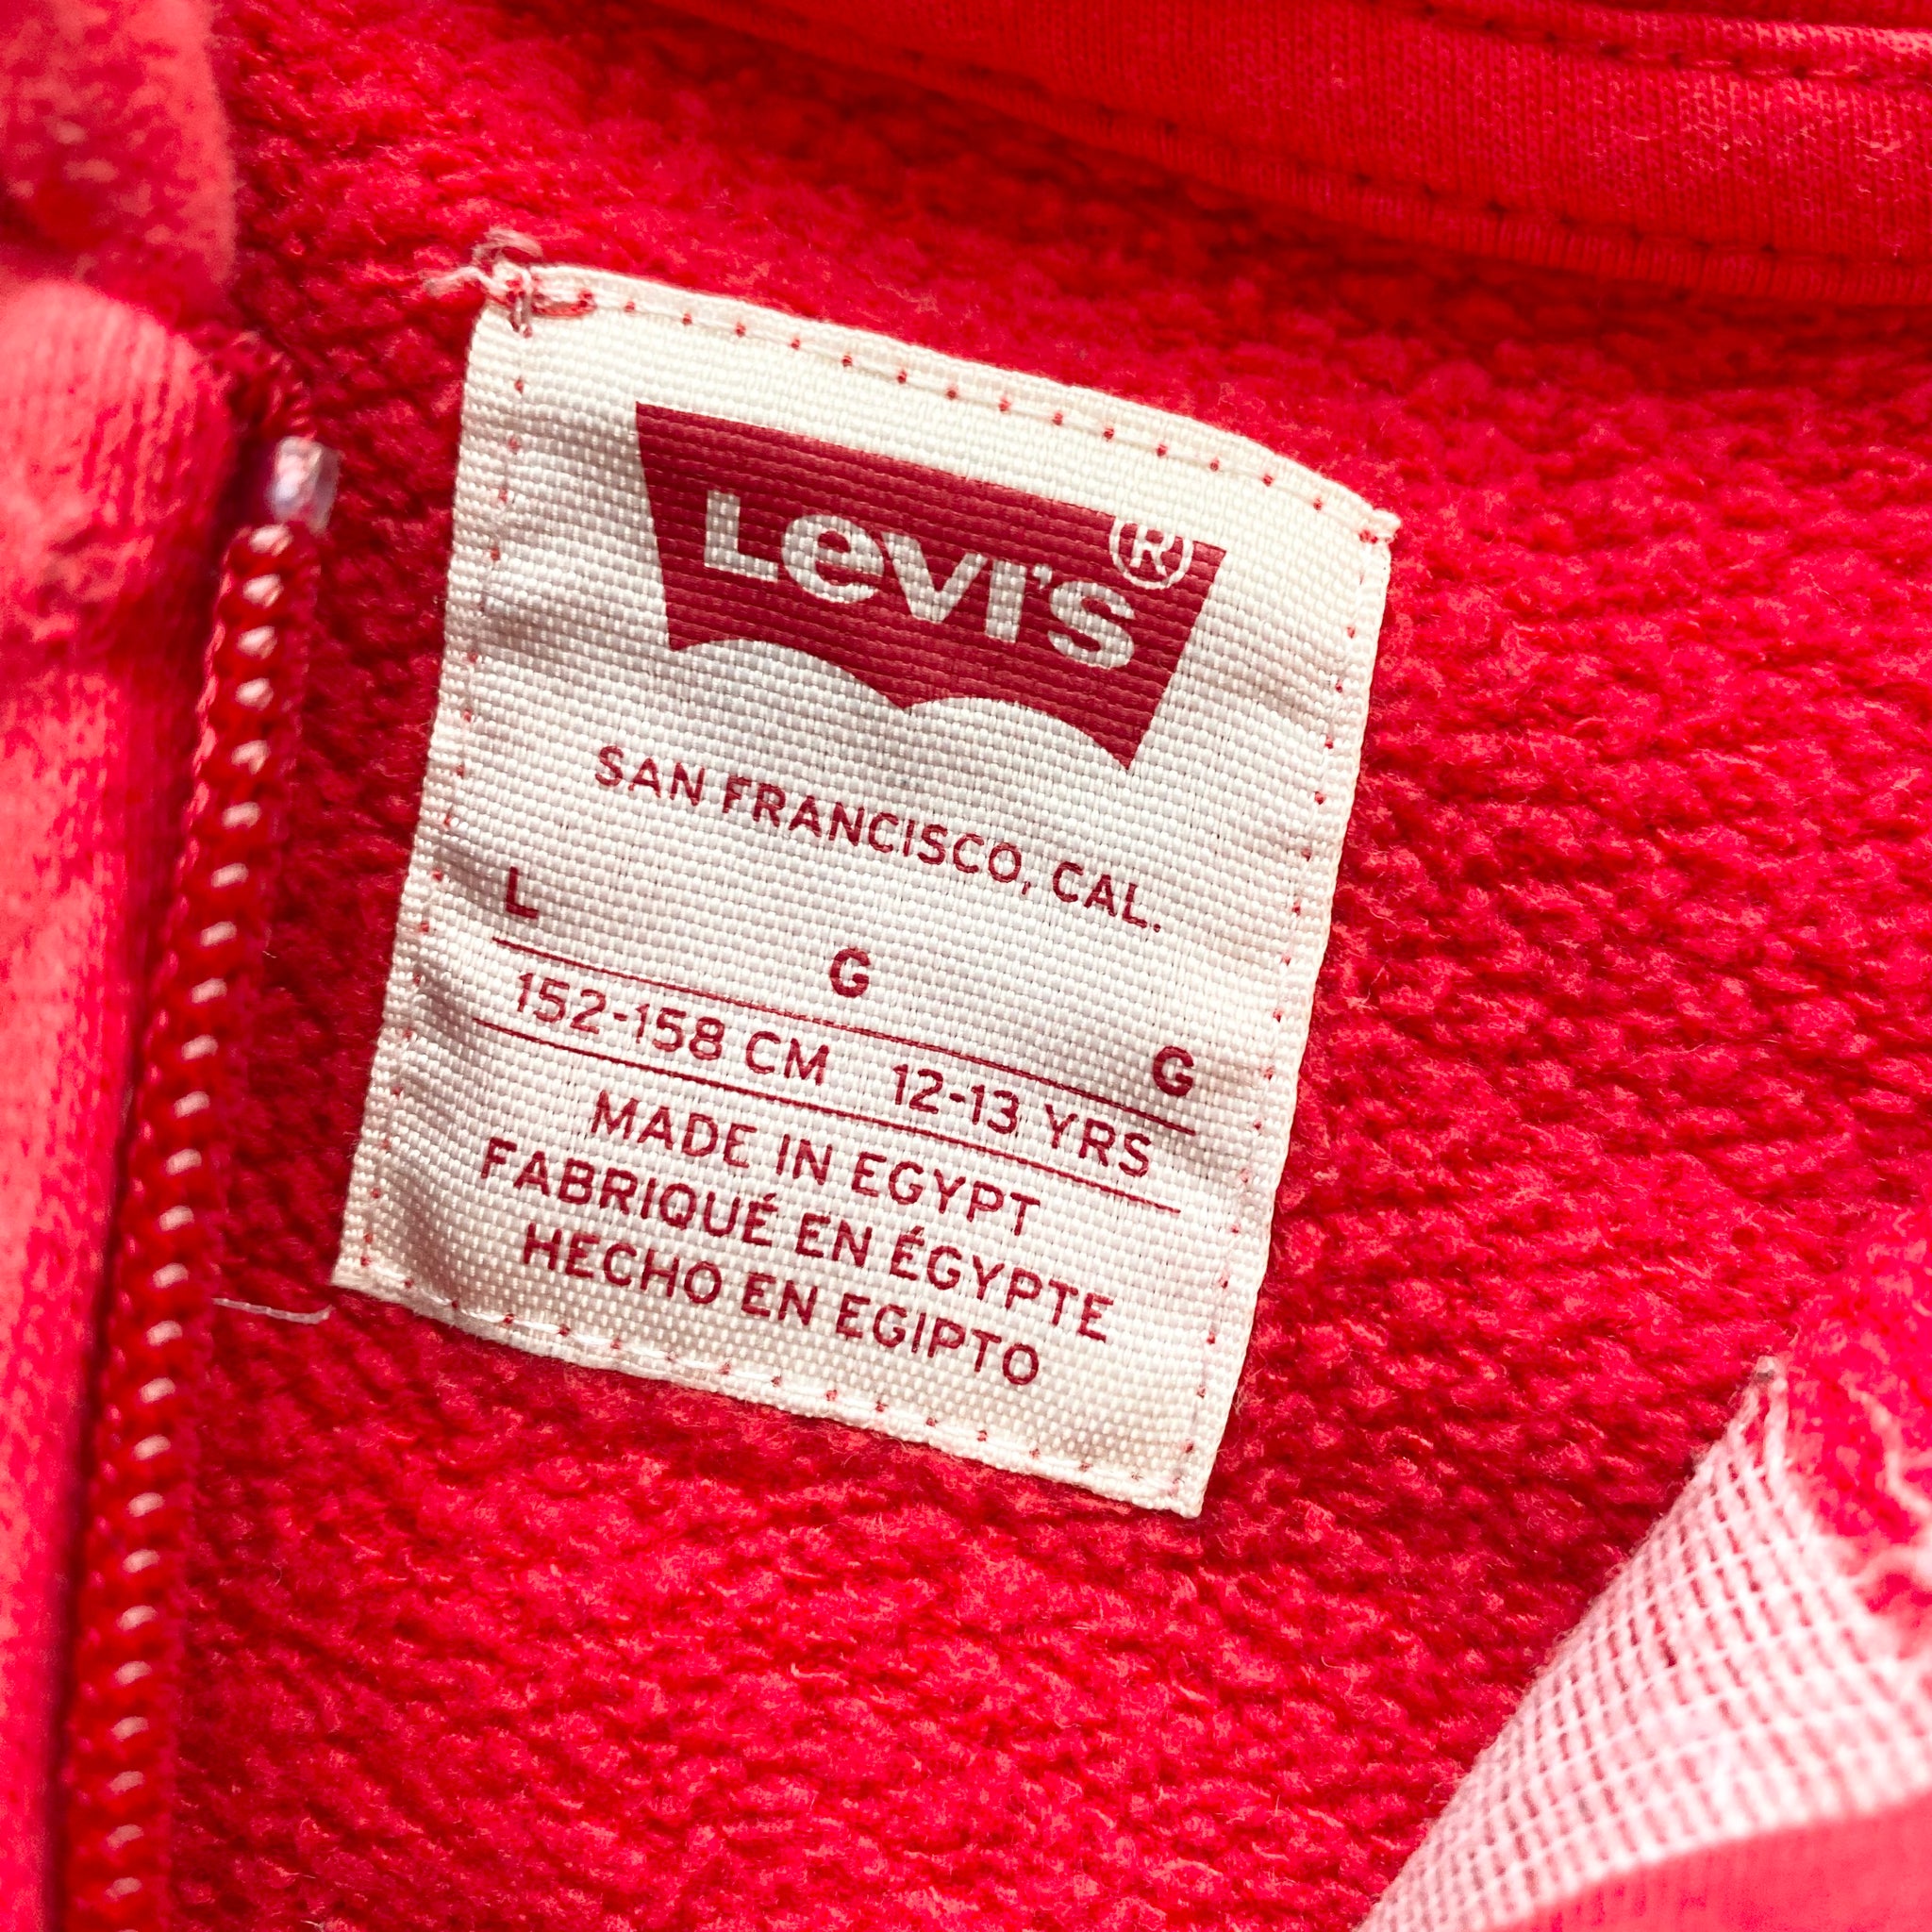 Levi's®
SAN FRANCISCO, CAL.
L G G
152-158 CM 12-13 YRS
MADE IN EGYPT
FABRIQUÉ EN ÉGYPTE
HECHO EN EGIPTO